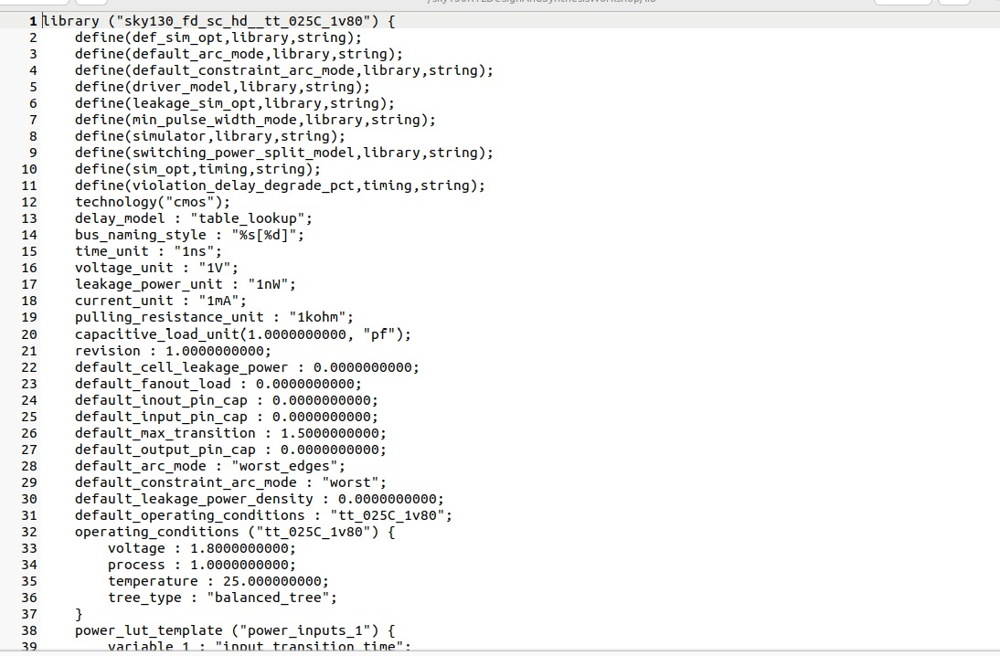 1 library ("sky130_fd_sc_hd__tt_025C_1v80") {
2 define(def_sim_opt,library,string);
3 define(default_arc_mode,library,string);
4 define(default_constraint_arc_mode,library,string);
5 define(driver_model,library,string);
6 define(leakage_sim_opt,library,string);
7 define(min_pulse_width_mode,library,string);
8 define(simulator,library,string);
9 define(switching_power_split_model,library,string);
10 define(sim_opt,timing,string);
11 define(violation_delay_degrade_pct,timing,string);
12 technology("cmos");
13 delay_model : "table_lookup";
14 bus_naming_style : "%s[%d]";
15 time_unit : "1ns";
16 voltage_unit : "1V";
17 leakage_power_unit : "1nW";
18 current_unit : "1mA";
19 pulling_resistance_unit : "1kohm";
20 capacitive_load_unit(1.0000000000, "pf");
21 revision : 1.0000000000;
22 default_cell_leakage_power : 0.0000000000;
23 default_fanout_load : 0.0000000000;
24 default_inout_pin_cap : 0.0000000000;
25 default_input_pin_cap : 0.0000000000;
26 default_max_transition : 1.5000000000;
27 default_output_pin_cap : 0.0000000000;
28 default_arc_mode : "worst_edges";
29 default_constraint_arc_mode : "worst";
30 default_leakage_power_density : 0.0000000000;
31 default_operating_conditions : "tt_025C_1v80";
32 operating_conditions ("tt_025C_1v80") {
33 voltage : 1.8000000000;
34 process : 1.0000000000;
35 temperature : 25.000000000;
36 tree_type : "balanced_tree";
37 }
38 power_lut_template ("power_inputs_1") {
39 variable_1 : "input_transition_time";